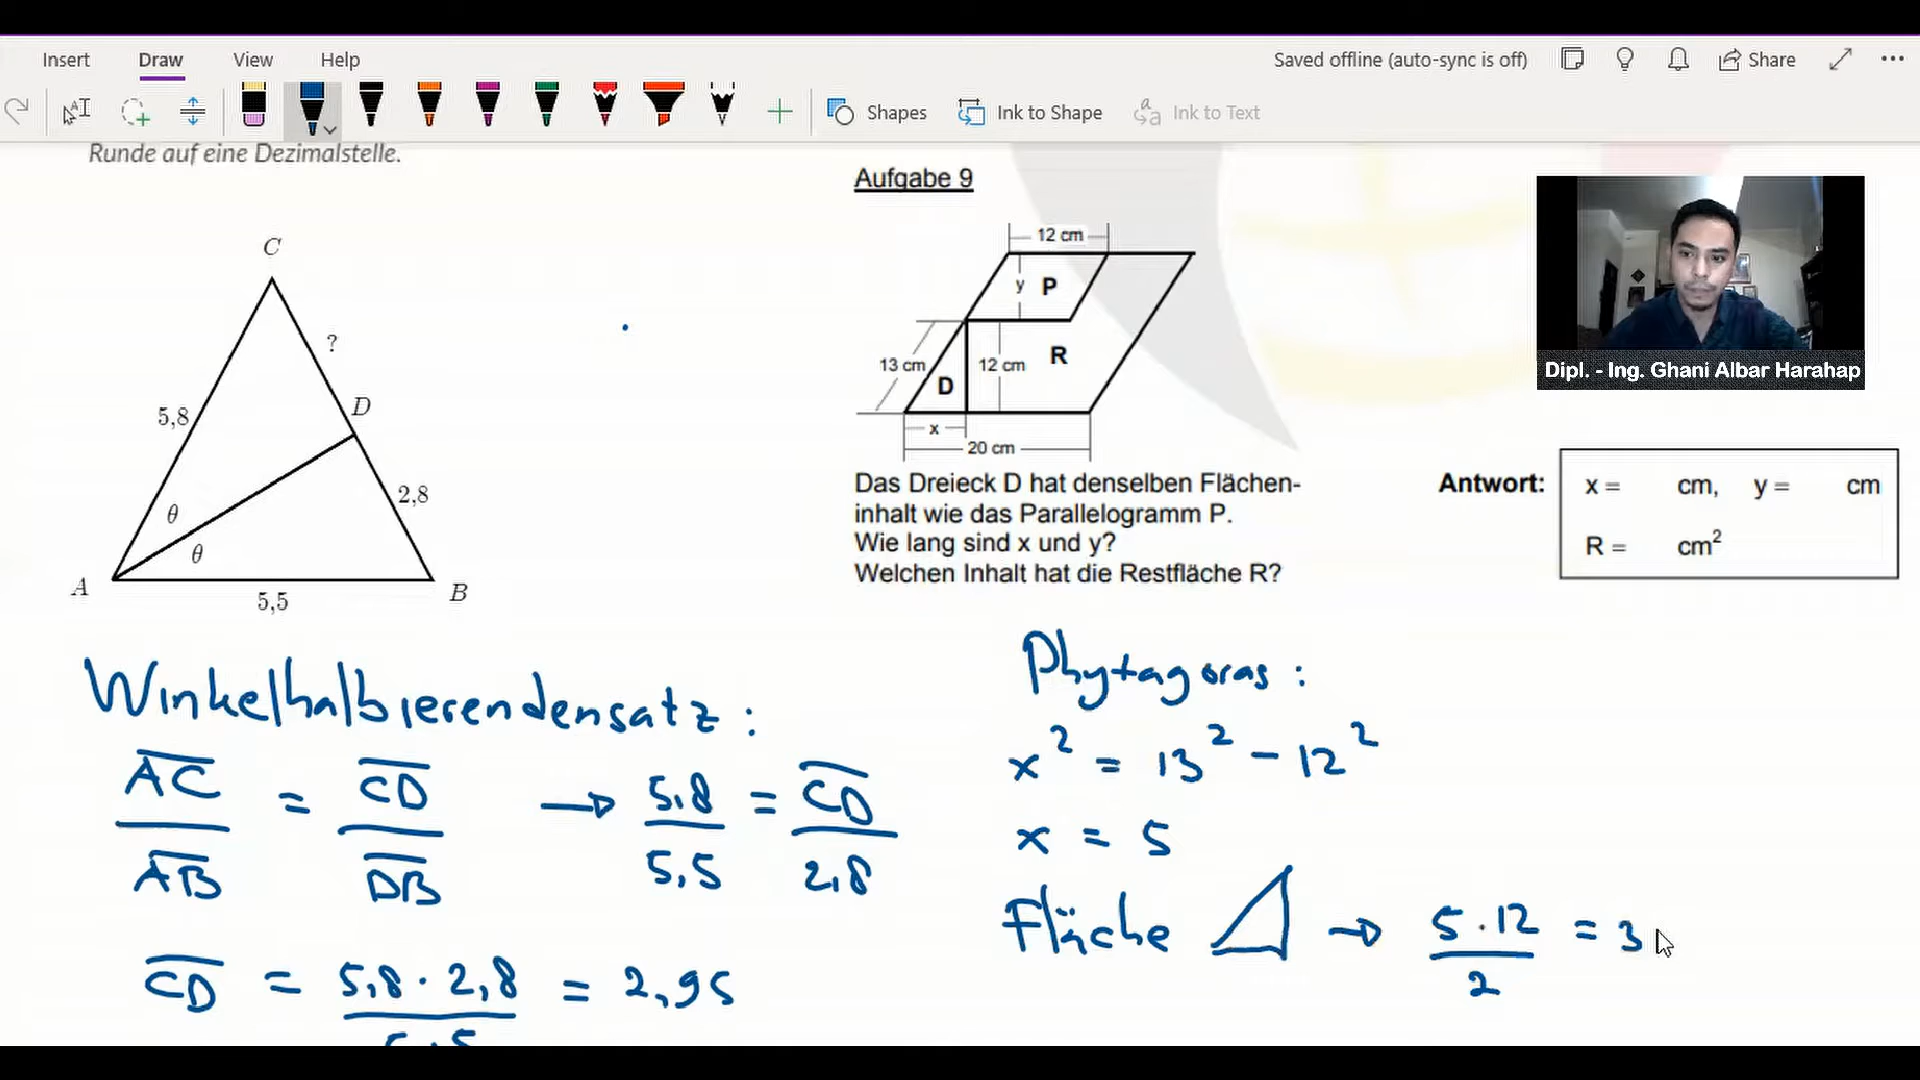 Insert Draw View Help Saved offline (auto-sync is off) Share
Shapes Ink to Shape Ink to Text
Runde auf eine Dezimalstelle.
C
?
5,8
D
2,8
θ
θ
A
B
5,5
Winkelhalbierendensatz:
AC/AB = CD/DB → 5,8/5,5 = CD/2,8
CD = 5,8 · 2,8/5,5 = 2,95
Aufgabe 9
12 cm
y P
13 cm
12 cm
R
D
x
20 cm
Das Dreieck D hat denselben Flächen-
inhalt wie das Parallelogramm P.
Wie lang sind x und y?
Welchen Inhalt hat die Restfläche R?
Dipl. - Ing. Ghani Albar Harahap
Antwort: x = cm, y = cm
R = cm²
Phytagoras:
x² = 13² - 12²
x = 5
Fläche → 5 · 12/2 = 3